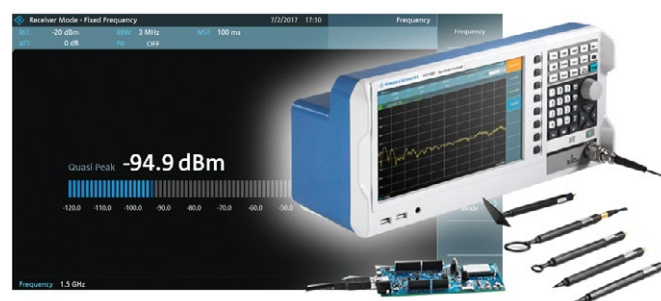 Receiver Mode - Fixed Frequency 7/2/2017 17:10 Frequency
REF: -20 dBm RBW: 3 MHz MST: 100 ms Frequency
ATT: 0 dB PA: OFF
Quasi Peak -94.9 dBm
-120.0 -110.0 -100.0 -90.0 -80.0 -70.0 -60.0 -50.0
Mode
Frequency 1.5 GHz